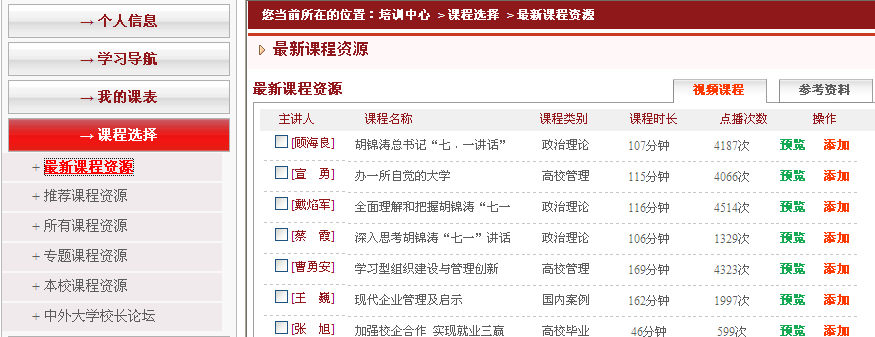 → 个人信息
→ 学习导航
→ 我的课表
→ 课程选择
+ 最新课程资源
+ 推荐课程资源
+ 所有课程资源
+ 专题课程资源
+ 本校课程资源
+ 中外大学校长论坛
您当前所在的位置：培训中心 > 课程选择 > 最新课程资源
最新课程资源
最新课程资源 视频课程 参考资料
主讲人 课程名称 课程类别 课程时长 点播次数 操作
[顾海良] 胡锦涛总书记“七．一讲话” 政治理论 107分钟 4187次 预览 添加
[宣 勇] 办一所自觉的大学 高校管理 115分钟 4066次 预览 添加
[戴焰军] 全面理解和把握胡锦涛“七一 政治理论 116分钟 4514次 预览 添加
[蔡 霞] 深入思考胡锦涛“七一”讲话 政治理论 106分钟 1329次 预览 添加
[曹勇安] 学习型组织建设与管理创新 高校管理 169分钟 4323次 预览 添加
[王 巍] 现代企业管理及启示 国内案例 162分钟 1997次 预览 添加
[张 旭] 加强校企合作 实现就业三赢 高校毕业 46分钟 599次 预览 添加